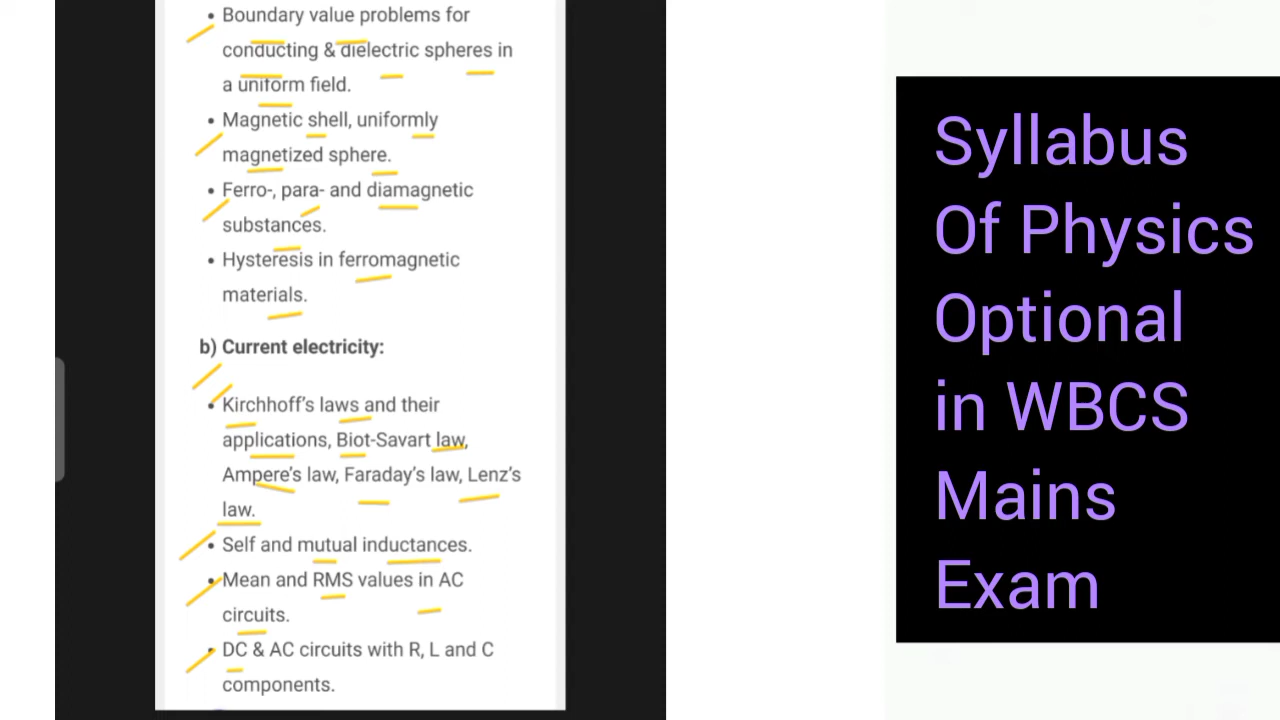 • Boundary value problems for
conducting & dielectric spheres in
a uniform field.
• Magnetic shell, uniformly
magnetized sphere.
• Ferro-, para- and diamagnetic
substances.
• Hysteresis in ferromagnetic
materials.
b) Current electricity:
• Kirchhoff's laws and their
applications, Biot-Savart law,
Ampere's law, Faraday's law, Lenz's
law.
• Self and mutual inductances.
• Mean and RMS values in AC
circuits.
• DC & AC circuits with R, L and C
components.
Syllabus
Of Physics
Optional
in WBCS
Mains
Exam